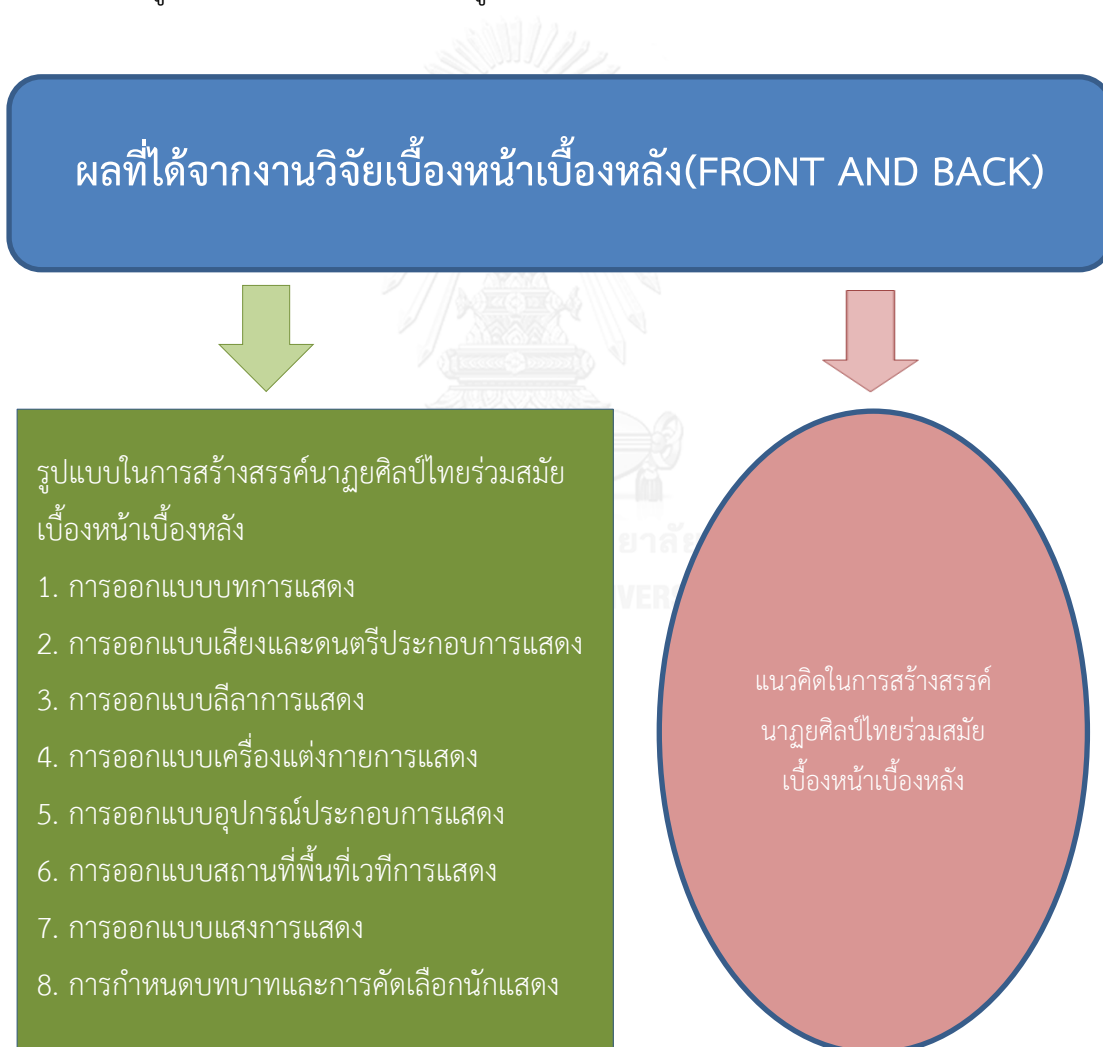 ผลที่ได้จากงานวิจัยเบื้องหน้าเบื้องหลัง(FRONT AND BACK)
รูปแบบในการสร้างสรรค์นาฏยศิลป์ไทยร่วมสมัย
เบื้องหน้าเบื้องหลัง
1. การออกแบบบทการแสดง
2. การออกแบบเสียงและดนตรีประกอบการแสดง
3. การออกแบบลีลาการแสดง
4. การออกแบบเครื่องแต่งกายการแสดง
5. การออกแบบอุปกรณ์ประกอบการแสดง
6. การออกแบบสถานที่พื้นที่เวทีการแสดง
7. การออกแบบแสงการแสดง
8. การกำหนดบทบาทและการคัดเลือกนักแสดง
แนวคิดในการสร้างสรรค์
นาฏยศิลป์ไทยร่วมสมัย
เบื้องหน้าเบื้องหลัง
ยาลัย
VER